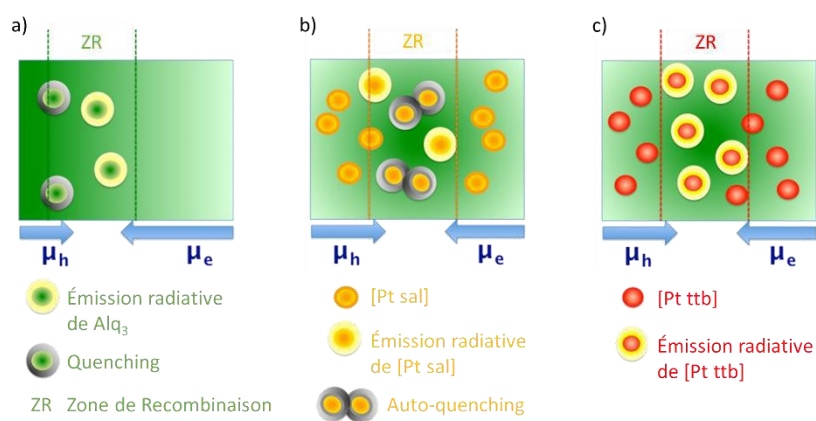 a)
ZR
μh
μe
Émission radiative
de Alq3
Quenching
ZR Zone de Recombinaison
b)
ZR
μh
μe
[Pt sal]
Émission radiative
de [Pt sal]
Auto-quenching
c)
ZR
μh
μe
[Pt ttb]
Émission radiative
de [Pt ttb]